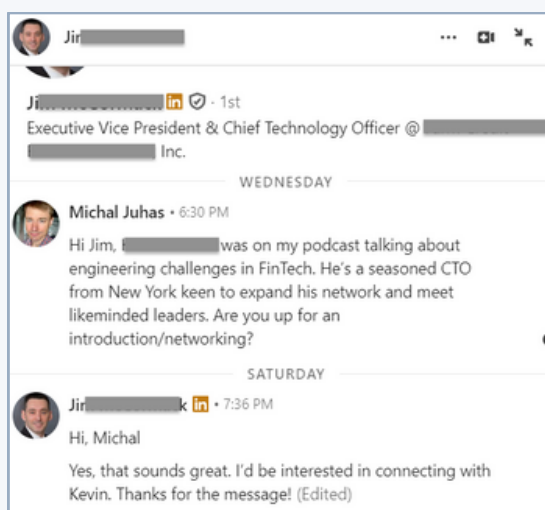 Jir
· 1st
Executive Vice President & Chief Technology Officer @
Inc.
WEDNESDAY
Michal Juhas • 6:30 PM
Hi Jim, was on my podcast talking about
engineering challenges in FinTech. He's a seasoned CTO
from New York keen to expand his network and meet
likeminded leaders. Are you up for an
introduction/networking?
SATURDAY
Jir k in • 7:36 PM
Hi, Michal
Yes, that sounds great. I'd be interested in connecting with
Kevin. Thanks for the message! (Edited)